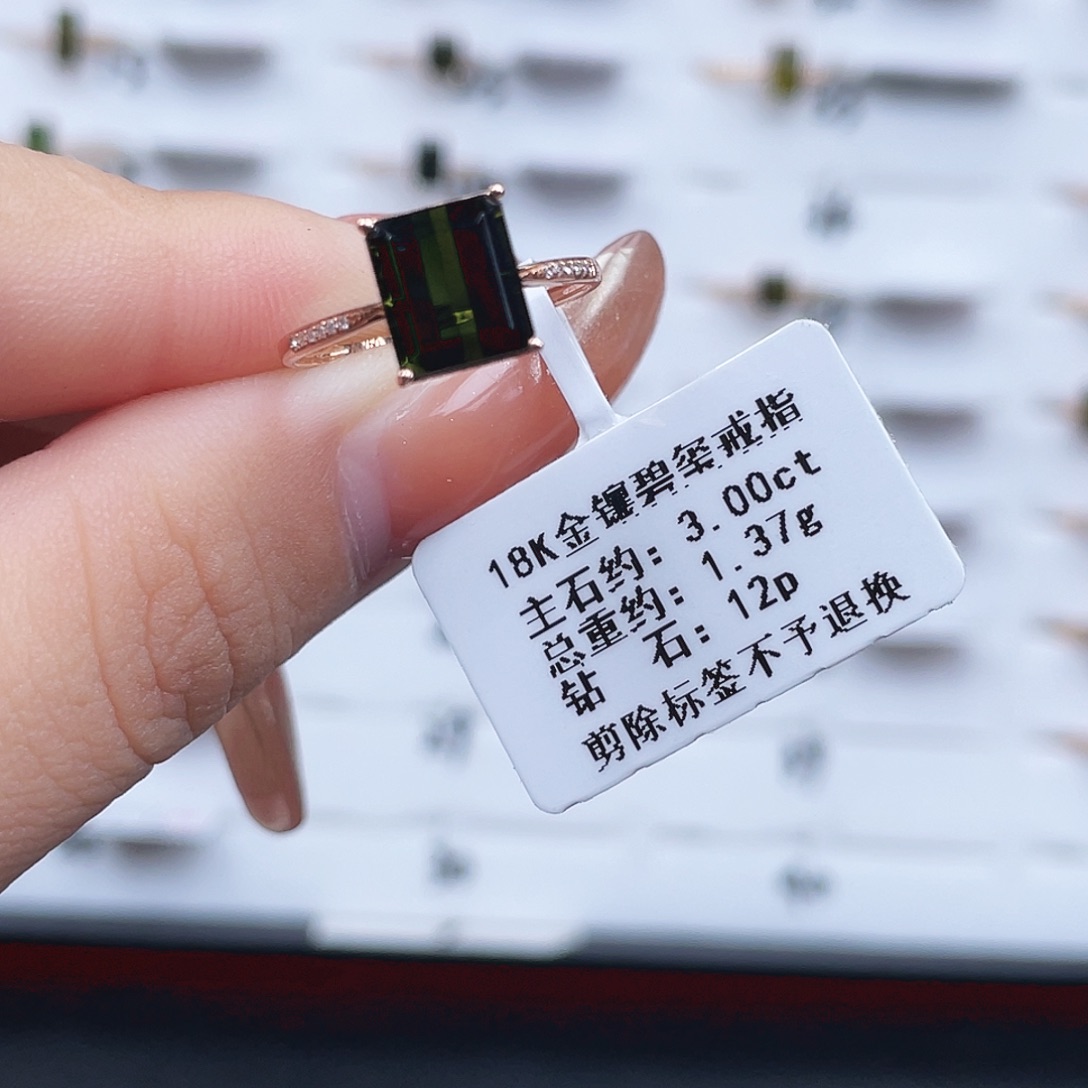 18K金镶碧玺戒指
主石约: 3.00ct
总重约: 1.37g
钻 石: 12p
剪除标签不予退换